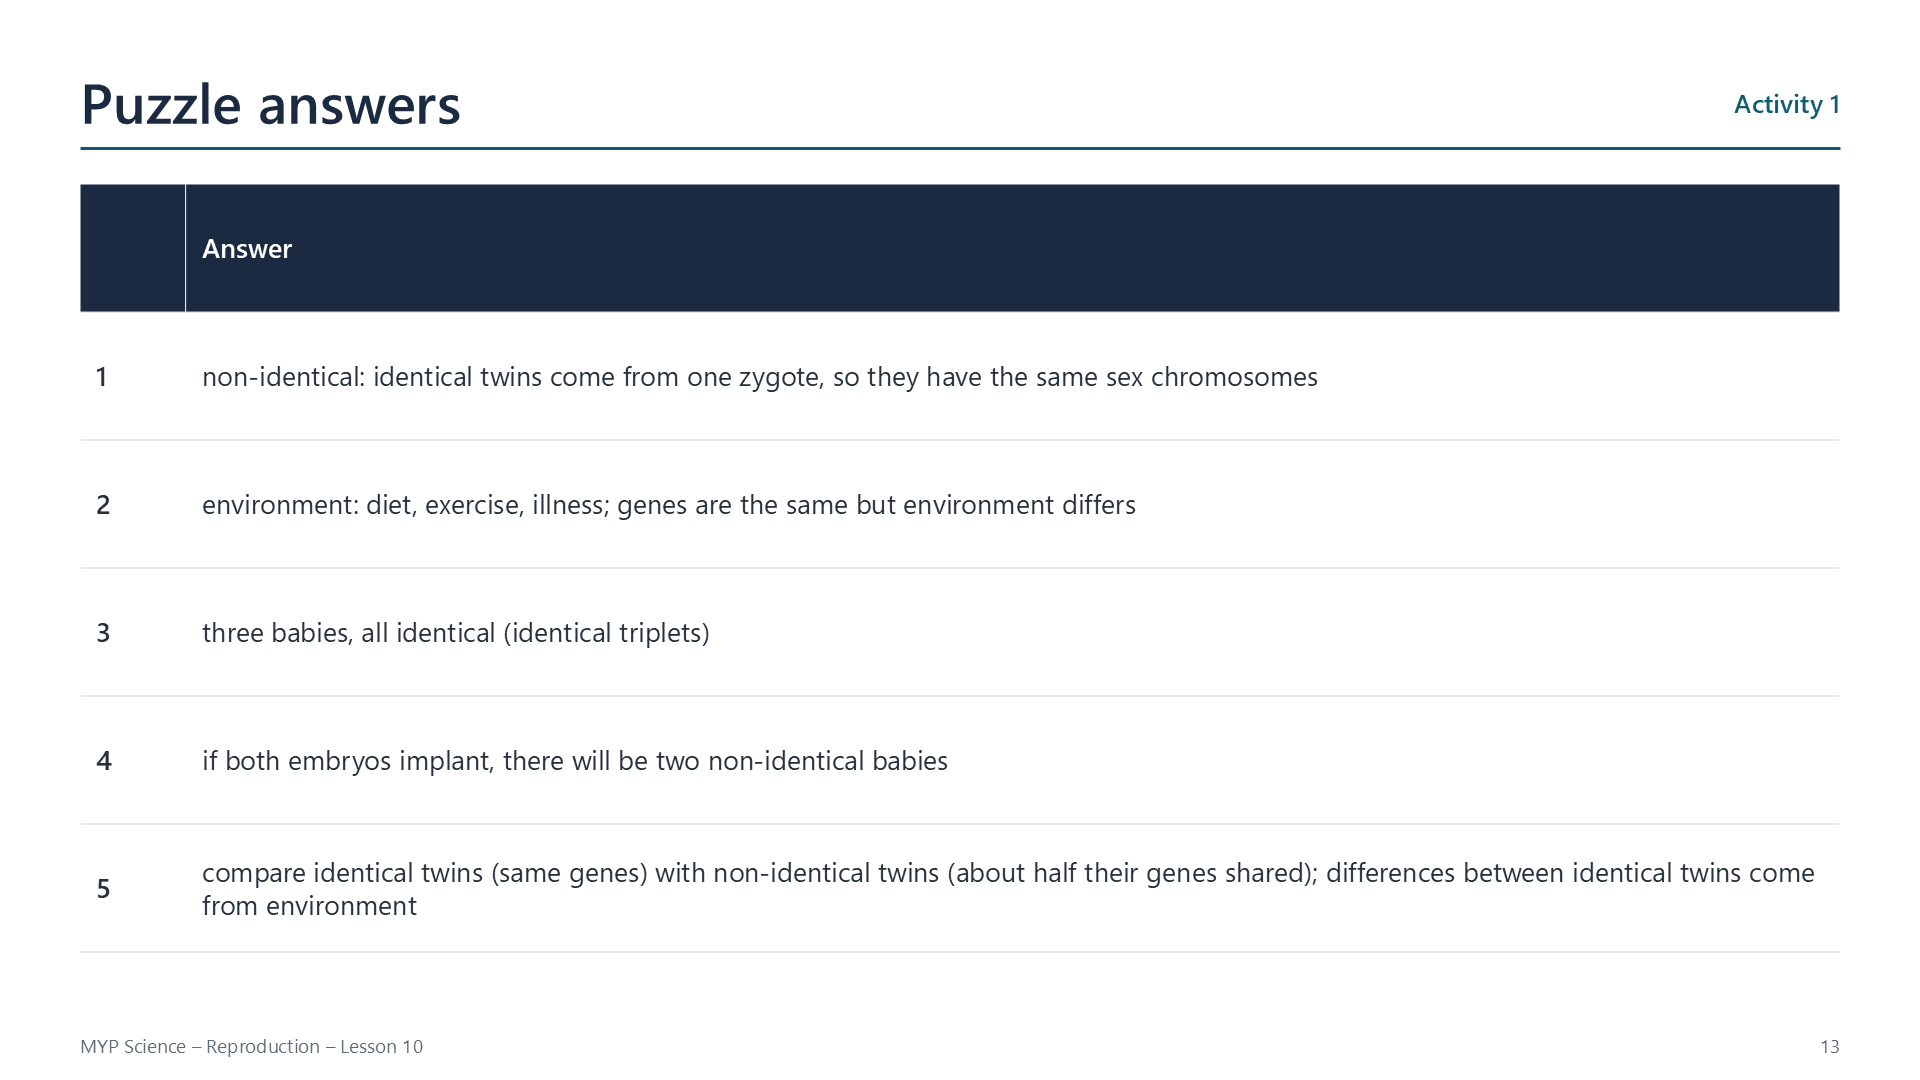 Puzzle answers
Activity 1
Answer
1
non-identical: identical twins come from one zygote, so they have the same sex chromosomes
2
environment: diet, exercise, illness; genes are the same but environment differs
3
three babies, all identical (identical triplets)
4
if both embryos implant, there will be two non-identical babies
5
compare identical twins (same genes) with non-identical twins (about half their genes shared); differences between identical twins come
from environment
MYP Science – Reproduction – Lesson 10
13